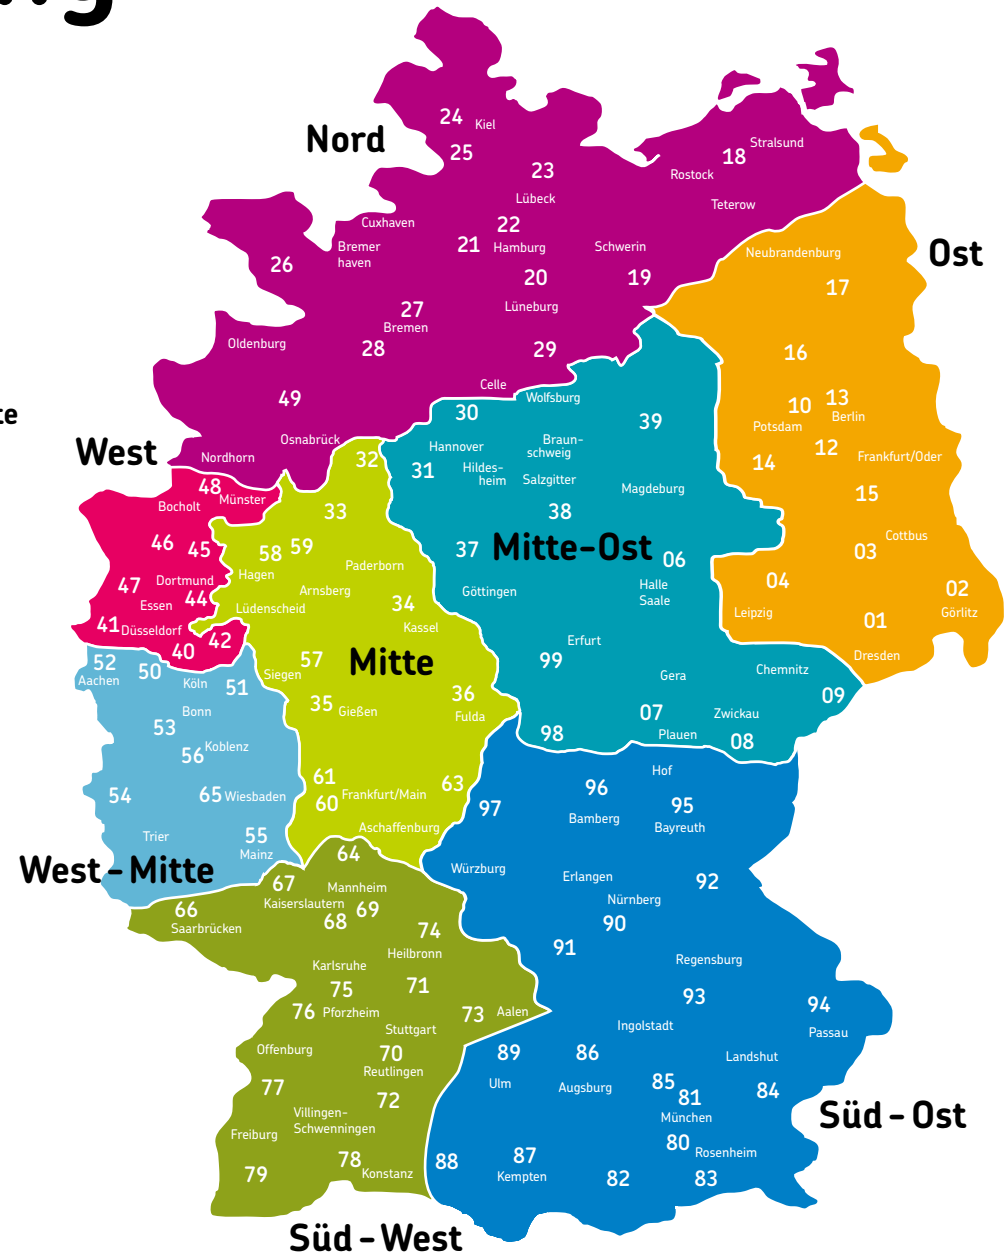 24 Kiel
Nord
25
Stralsund
18
Rostock
23
Lübeck
Teterow
Cuxhaven
22
21
Hamburg
Bremer
haven
Schwerin
26
20
19
Lüneburg
Neubrandenburg
Ost
17
27
Bremen
Oldenburg
28
29
16
Celle
49
Wolfsburg
30
39
10
13
Berlin
Potsdam
te
Osnabrück
Hannover
Braun-
schweig
12
West
Nordhorn
32
31
Hildes-
heim
Salzgitter
14
Frankfurt/Oder
48
Münster
Bocholt
Magdeburg
15
33
38
46
45
58
59
37
Mitte-Ost
06
Cottbus
03
Paderborn
Hagen
47
Dortmund
Arnsberg
Göttingen
Halle
Saale
04
02
Essen
44
Lüdenscheid
34
Leipzig
Görlitz
41
Düsseldorf
42
Kassel
01
40
Erfurt
Dresden
52
Aachen
50
Köln
51
Siegen
57
Mitte
99
Gera
Chemnitz
09
53
Bonn
35
Gießen
36
Fulda
07
Zwickau
56
Koblenz
98
Plauen
08
54
65
Wiesbaden
61
60
Frankfurt/Main
63
97
Hof
96
95
Trier
55
Mainz
Aschaffenburg
Bamberg
Bayreuth
West-Mitte
64
Würzburg
Erlangen
92
67
Kaiserslautern
Mannheim
Nürnberg
66
Saarbrücken
68
69
74
90
Heilbronn
91
Karlsruhe
Regensburg
75
71
93
94
76
Pforzheim
73
Aalen
Ingolstadt
Passau
Stuttgart
Offenburg
70
Reutlingen
89
86
Landshut
77
Ulm
Augsburg
85
84
72
81
München
Villingen-
Schwenningen
Süd-Ost
Freiburg
80
Rosenheim
78
Konstanz
88
87
Kempten
79
82
83
Süd-West